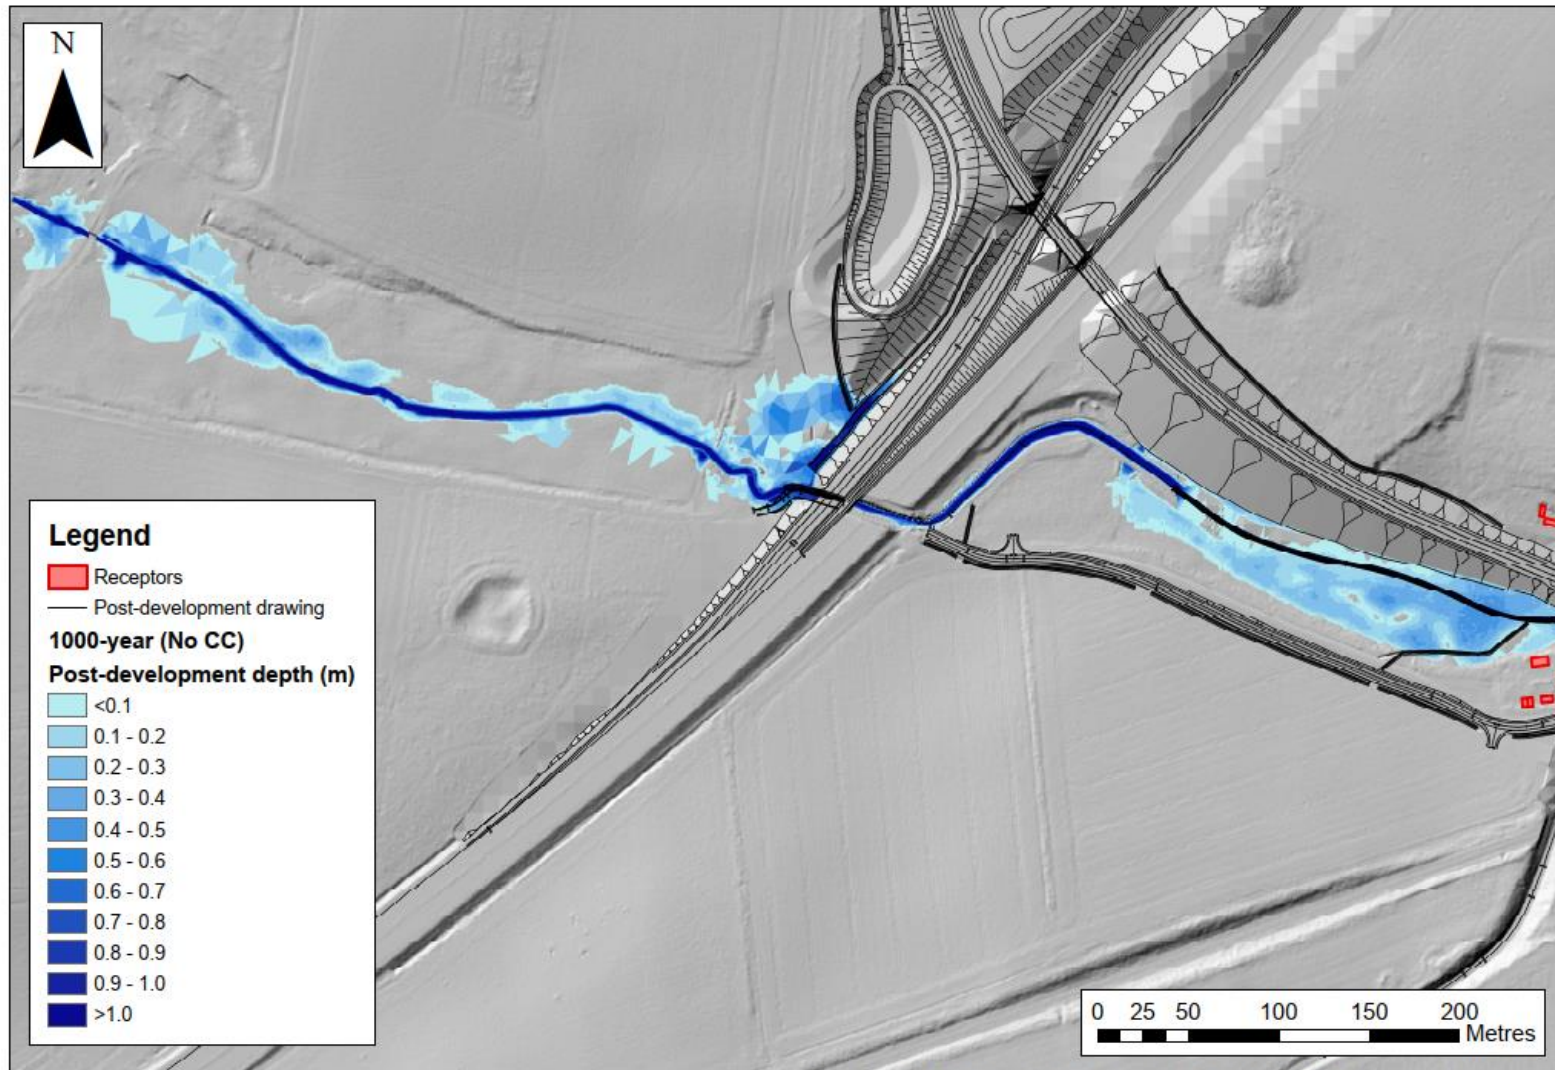 N
Legend
Receptors
Post-development drawing
1000-year (No CC)
Post-development depth (m)
<0.1
0.1 - 0.2
0.2 - 0.3
0.3 - 0.4
0.4 - 0.5
0.5 - 0.6
0.6 - 0.7
0.7 - 0.8
0.8 - 0.9
0.9 - 1.0
>1.0
0 25 50 100 150 200
Metres